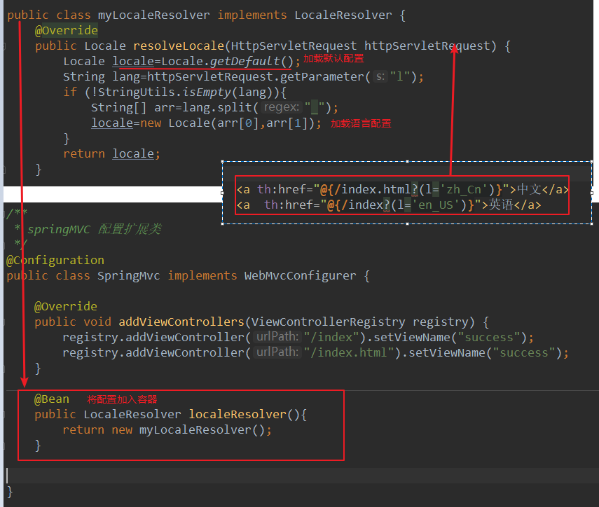 public class myLocaleResolver implements LocaleResolver {
@Override
public Locale resolveLocale(HttpServletRequest httpServletRequest) {
Locale locale=Locale.getDefault(); 加载默认配置
String lang=httpServletRequest.getParameter( s: "l");
if (!StringUtils.isEmpty(lang)){
String[] arr=lang.split( regex: "_");
locale=new Locale(arr[0],arr[1]); 加载语言配置
}
return locale;
}
<a th:href="@{/index.html?(l='zh_Cn')}">中文</a>
<a  th:href="@{/index?(l='en_US')}">英语</a>
/**
* springMVC 配置扩展类
*/
@Configuration
public class SpringMvc implements WebMvcConfigurer {
@Override
public void addViewControllers(ViewControllerRegistry registry) {
registry.addViewController( urlPath: "/index").setViewName("success");
registry.addViewController( urlPath: "/index.html").setViewName("success");
}
@Bean 将配置加入容器
public LocaleResolver localeResolver(){
return new myLocaleResolver();
}
}